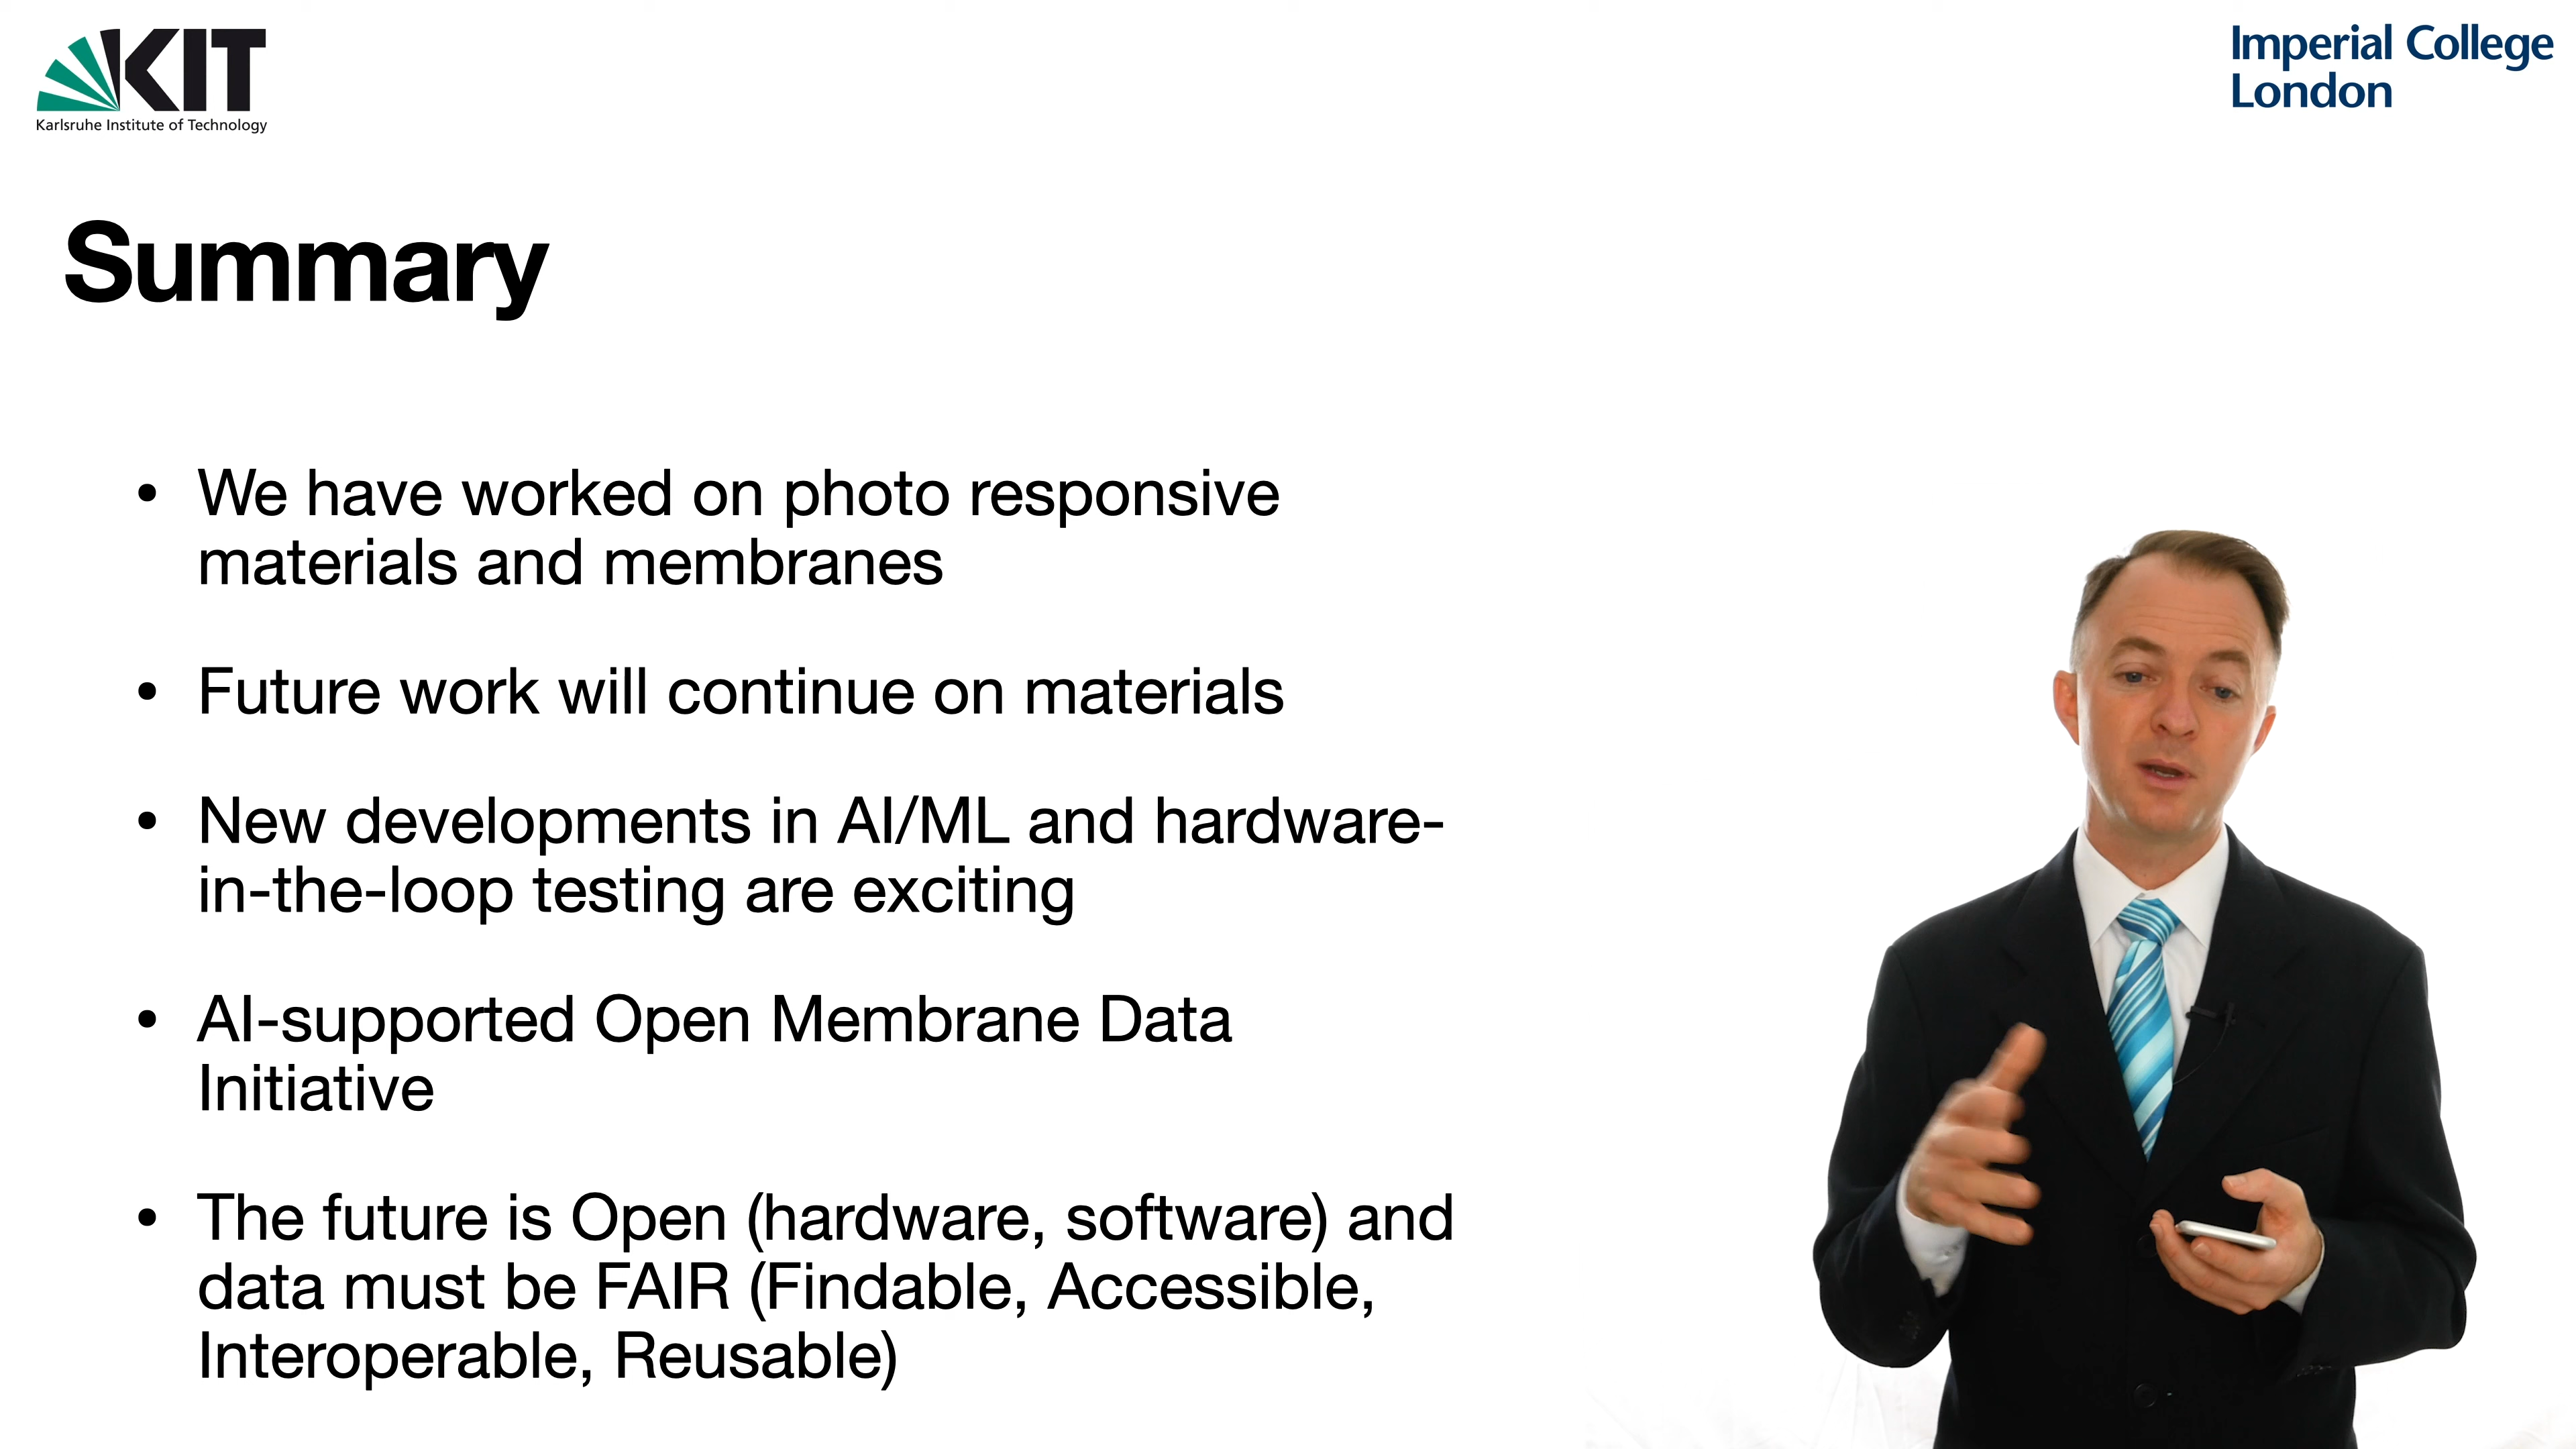 KIT
Karlsruhe Institute of Technology
Imperial College
London
Summary
• We have worked on photo responsive
materials and membranes
• Future work will continue on materials
• New developments in AI/ML and hardware-
in-the-loop testing are exciting
• AI-supported Open Membrane Data
Initiative
• The future is Open (hardware, software) and
data must be FAIR (Findable, Accessible,
Interoperable, Reusable)